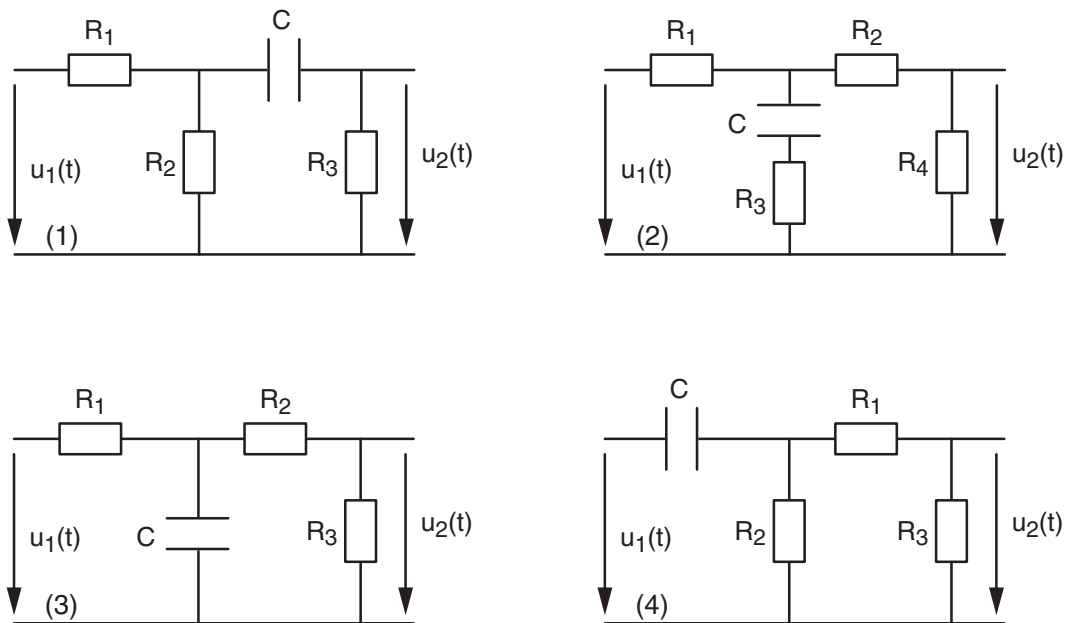 R1 C
R2 R3
u1(t) u2(t)
(1)
R1 R2
C
R3 R4
u1(t) u2(t)
(2)
R1 R2
C R3
u1(t) u2(t)
(3)
C R1
R2 R3
u1(t) u2(t)
(4)